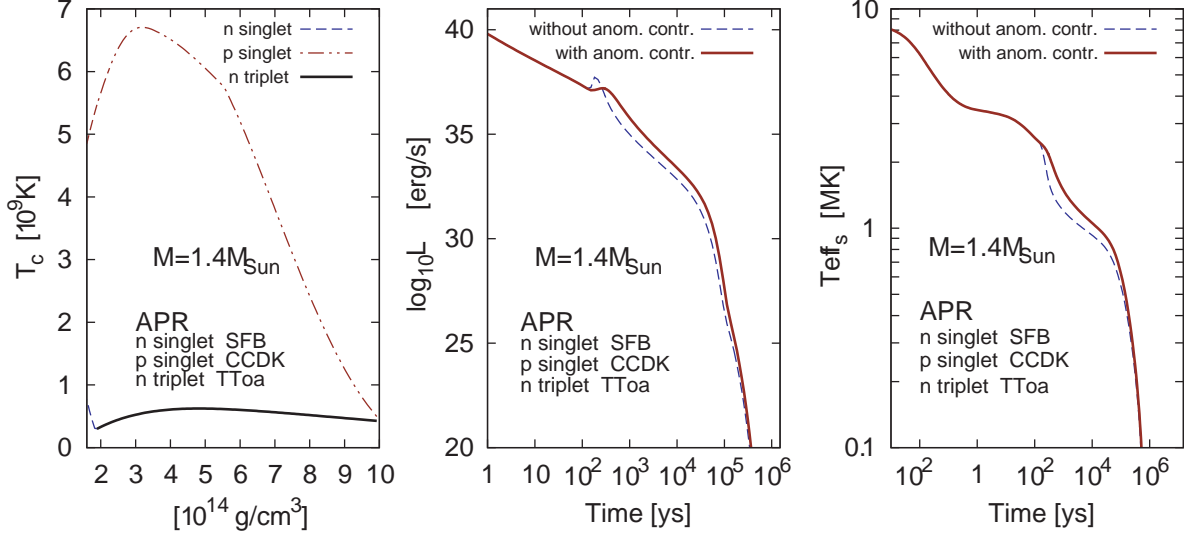 n singlet
p singlet
n triplet
7
6
5
4
3
2
1
0
T_c [10^9K]
M=1.4M_Sun
APR
n singlet SFB
p singlet CCDK
n triplet TToa
2 3 4 5 6 7 8 9 10
[10^14 g/cm^3]
without anom. contr.
with anom. contr.
40
35
30
25
20
log_10L [erg/s]
M=1.4M_Sun
APR
n singlet SFB
p singlet CCDK
n triplet TToa
1 10 10^2 10^3 10^4 10^5 10^6
Time [ys]
without anom. contr.
with anom. contr.
10
1
0.1
Teff_s [MK]
M=1.4M_Sun
APR
n singlet SFB
p singlet CCDK
n triplet TToa
10^2 1 10^2 10^4 10^6
Time [ys]